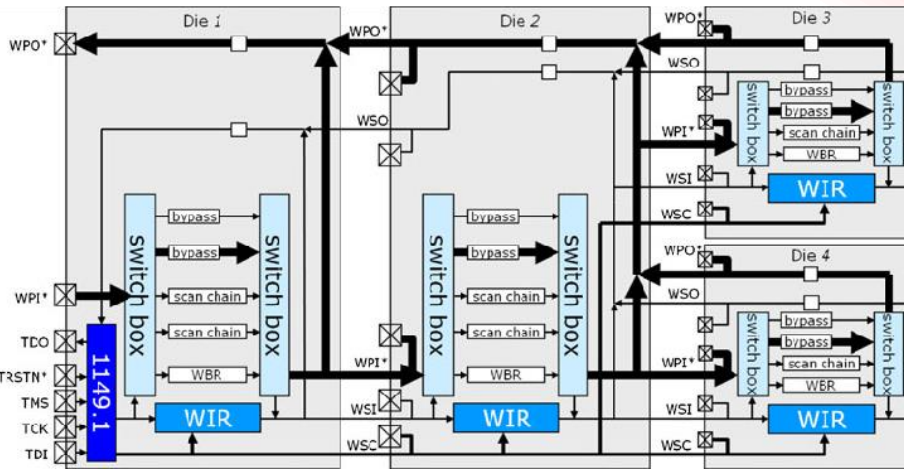 Die 1
Die 2
Die 3
WPO*
WPO*
WPO*
WSO
bypass
bypass
scan chain
WBR
switch box
switch box
WSO
WPI*
WSI
WIR
WSC
Die 4
WPO*
WSO
switch box
bypass
bypass
scan chain
scan chain
WBR
switch box
WIR
switch box
bypass
bypass
scan chain
scan chain
WBR
switch box
WIR
switch box
bypass
bypass
scan chain
WBR
switch box
WIR
WPI*
TDO
TRSTN*
TMS
TCK
TDI
1149.1
WPI*
WSI
WSC
WPI*
WSI
WSC